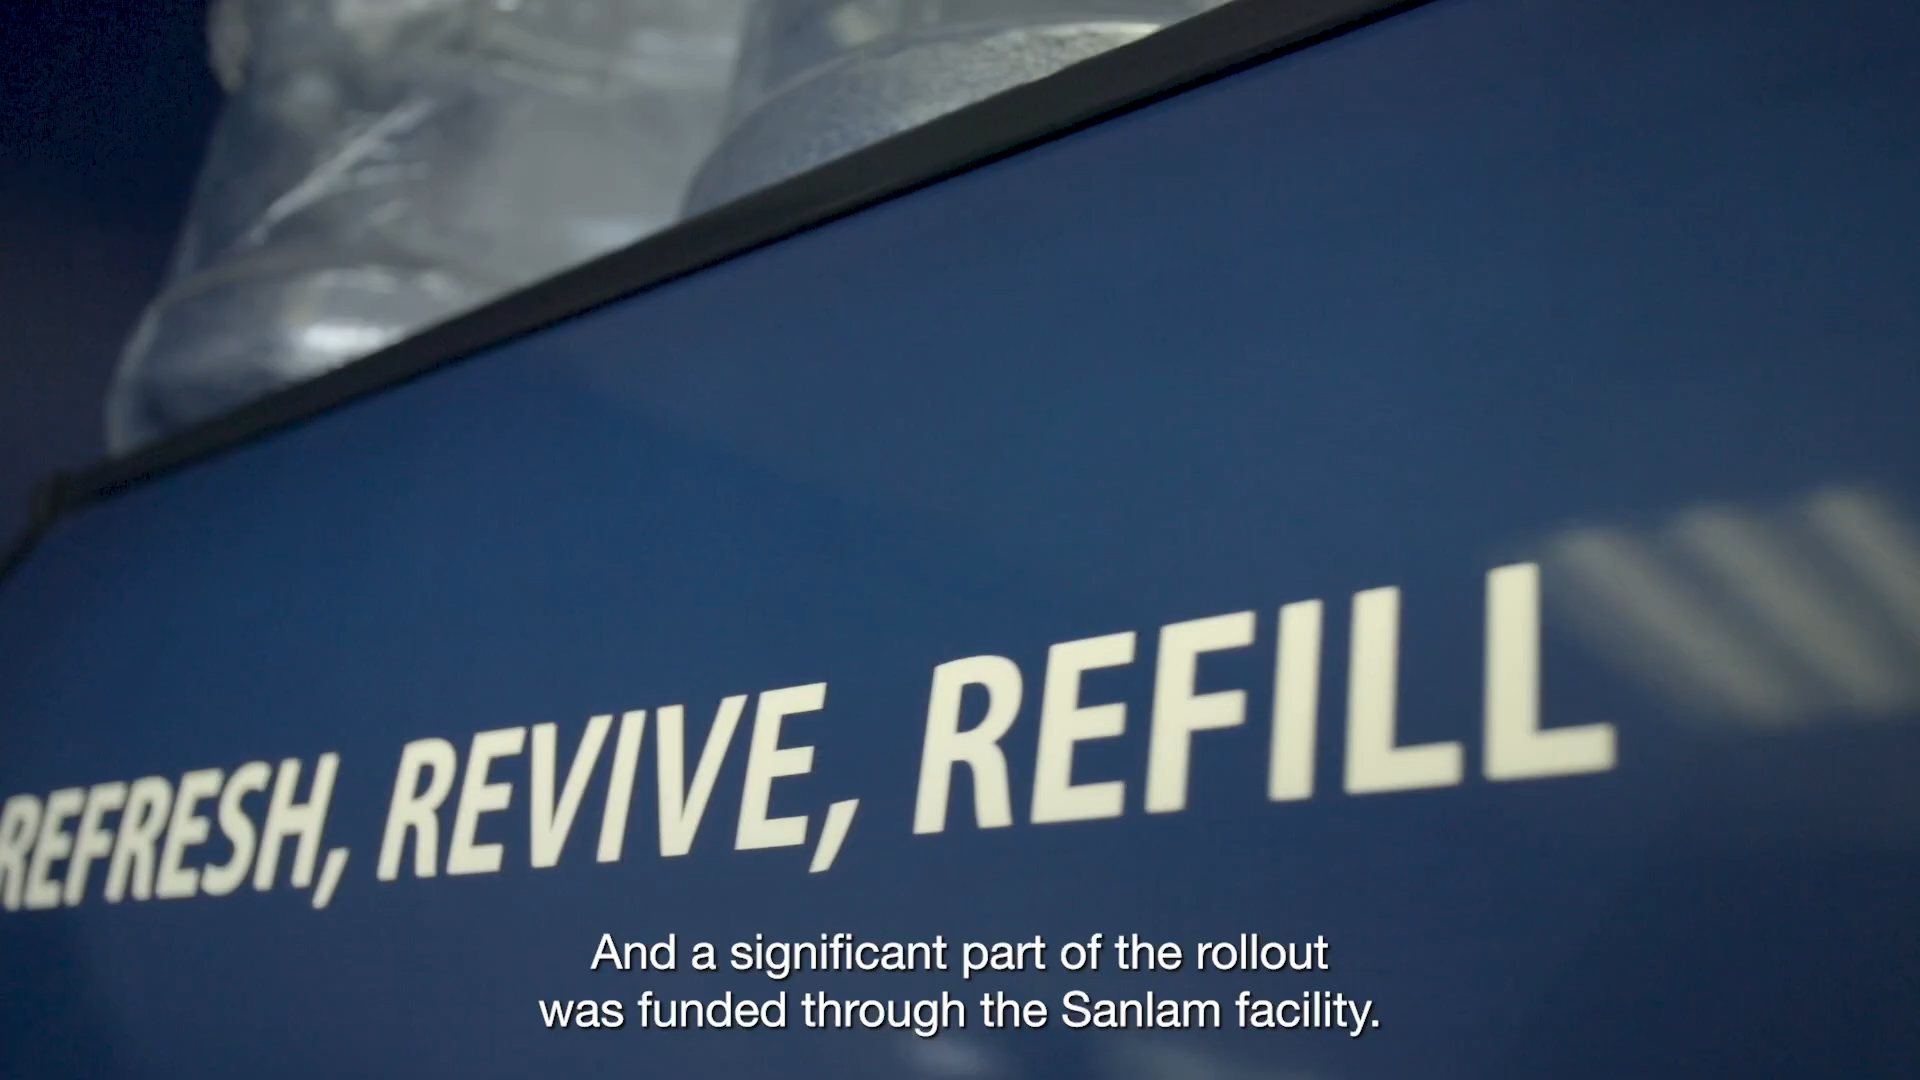 REFRESH, REVIVE, REFILL
And a significant part of the rollout
was funded through the Sanlam facility.